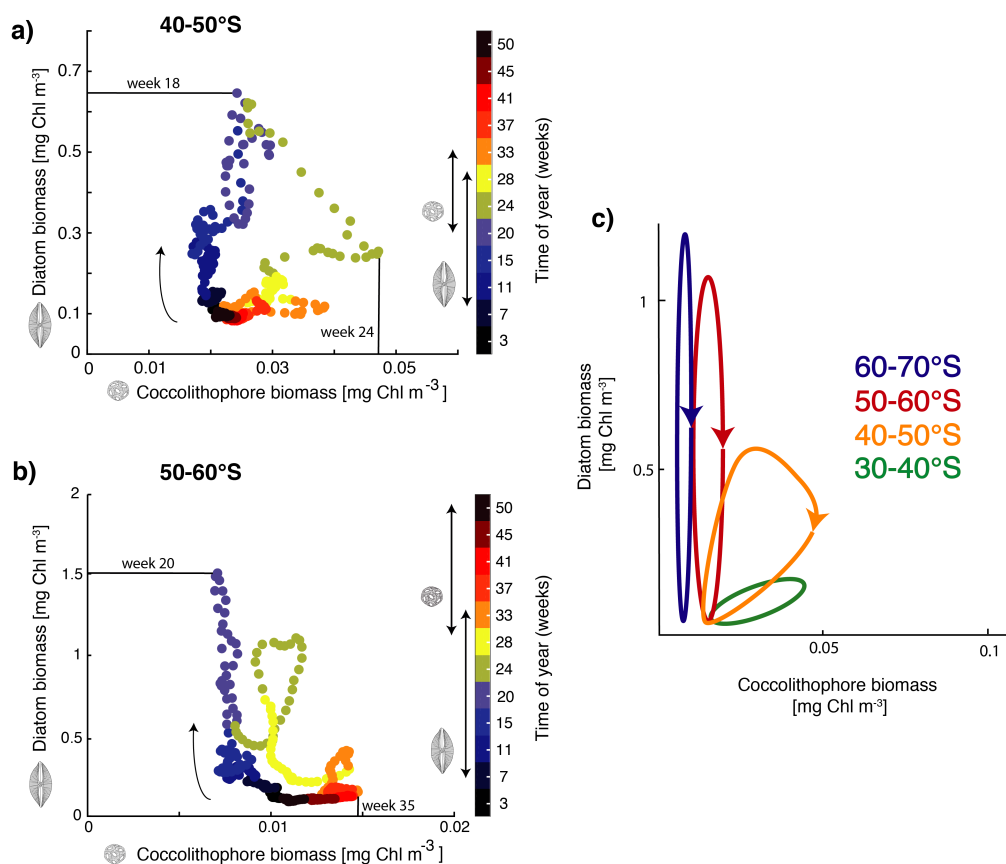 a)
40-50°S
Diatom biomass [mg Chl m-3]
0.7
0.5
0.3
0.1
0
week 18
week 24
0
0.01
0.03
0.05
Coccolithophore biomass [mg Chl m-3]
50
45
41
37
33
28
24
20
15
11
7
3
Time of year (weeks)
b)
50-60°S
Diatom biomass [mg Chl m-3]
2
1.5
1
0.5
0
week 20
week 35
0
0.01
0.02
Coccolithophore biomass [mg Chl m-3]
50
45
41
37
33
28
24
20
15
11
7
3
Time of year (weeks)
c)
Diatom biomass
[mg Chl m-3]
1
0.5
60-70°S
50-60°S
40-50°S
30-40°S
0.05
0.1
Coccolithophore biomass
[mg Chl m-3]